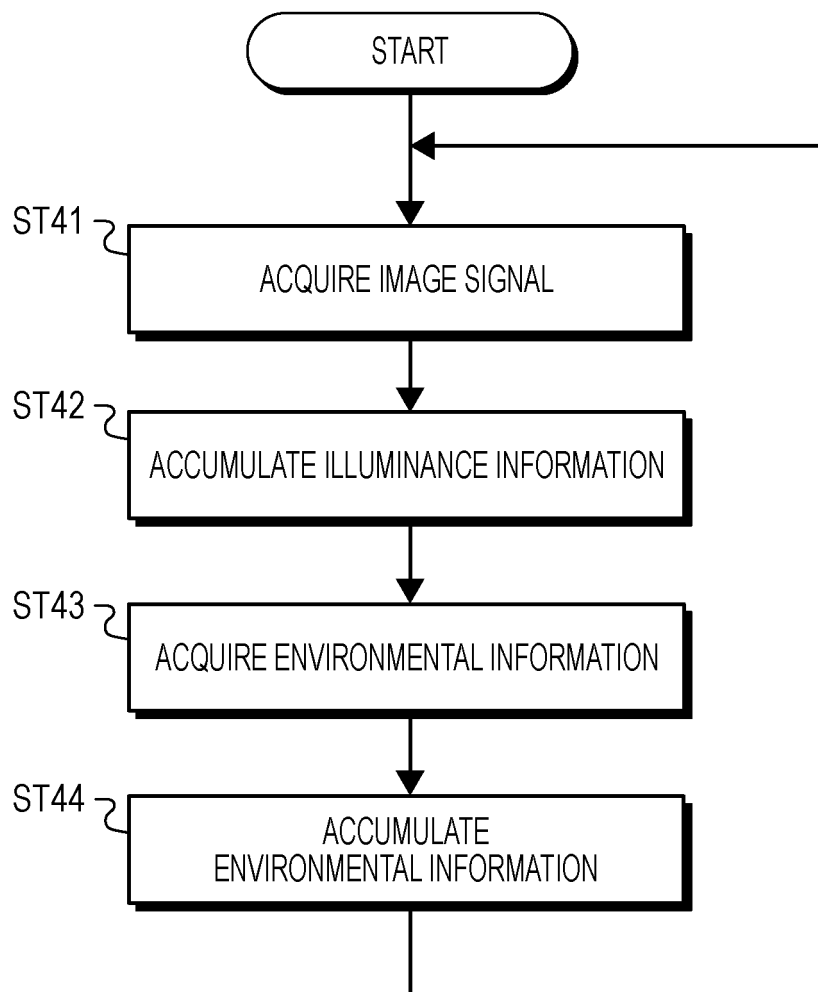 START
ST41
ACQUIRE IMAGE SIGNAL
ST42
ACCUMULATE ILLUMINANCE INFORMATION
ST43
ACQUIRE ENVIRONMENTAL INFORMATION
ST44
ACCUMULATE
ENVIRONMENTAL INFORMATION